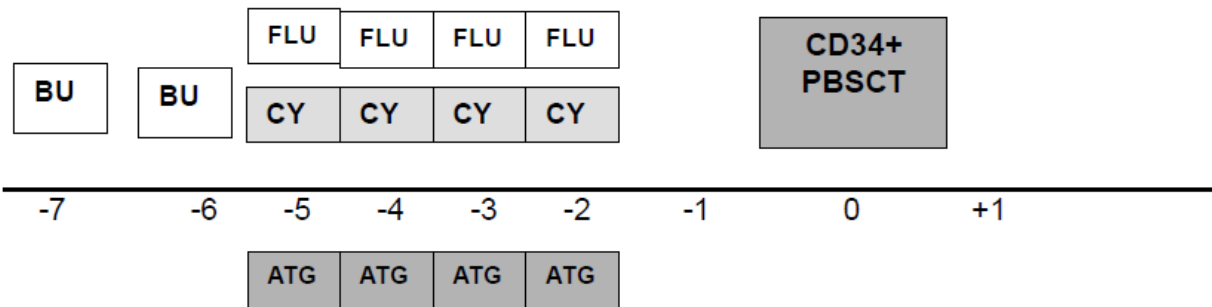 FLU FLU FLU FLU
CD34+
PBSCT
BU BU
CY CY CY CY
-7 -6 -5 -4 -3 -2 -1 0 +1
ATG ATG ATG ATG